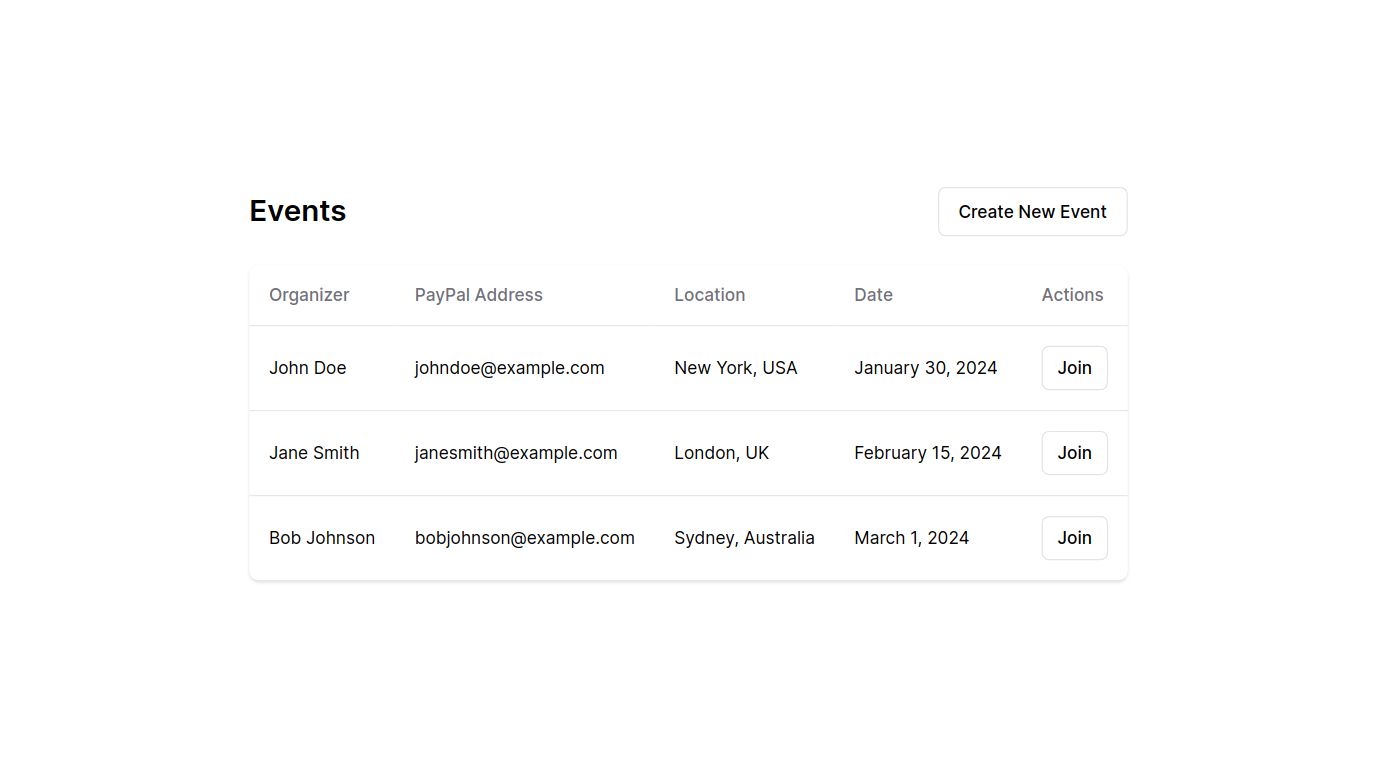 Events
Create New Event
Organizer PayPal Address Location Date Actions
John Doe johndoe@example.com New York, USA January 30, 2024 Join
Jane Smith janesmith@example.com London, UK February 15, 2024 Join
Bob Johnson bobjohnson@example.com Sydney, Australia March 1, 2024 Join